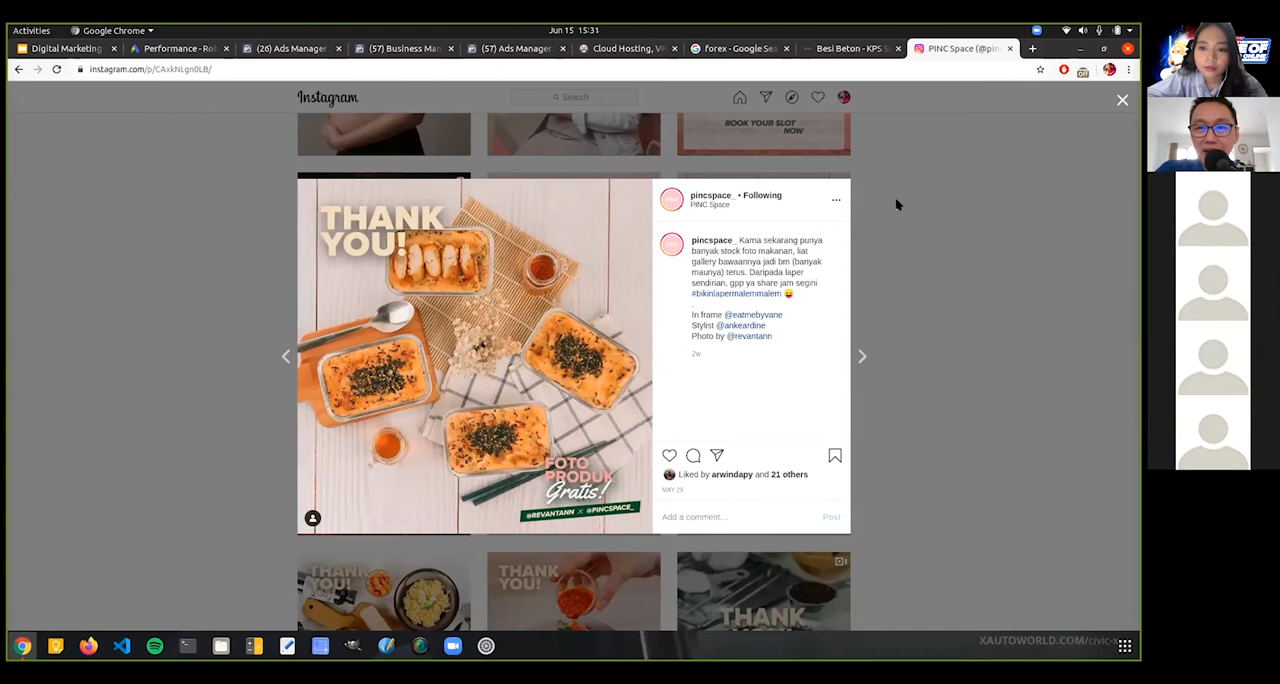 Activities
Google Chrome
Jun 15 15:31
Digital Marketing
Performance - Rob
(26) Ads Manager
(57) Business Man
(57) Ads Manager
Cloud Hosting, VP
forex - Google Sea
Besi Beton - KPS S
PINC Space (@pin
instagram.com/p/CAxkNLgn0LB/
Off
Instagram
Search
BOOK YOUR SLOT
NOW
THANK
YOU!
FOTO
PRODUK
Gratis!
@REVANTANN X @PINCSPACE_
pincspace_ • Following
PINC Space
pincspace_ Karna sekarang punya
banyak stock foto makanan, liat
gallery bawaannya jadi bm (banyak
maunya) terus. Daripada laper
sendirian, gpp ya share jam segini
#bikinlapermalemmalem 😛
.
In frame @eatmebyvane
Stylist @ankeardine
Photo by @revantann
2w
Liked by arwindapy and 21 others
MAY 29
Add a comment...
Post
THANK
YOU!
THANK
YOU!
THANK
YOU!
XAUTOWORLD.COM/civic-x